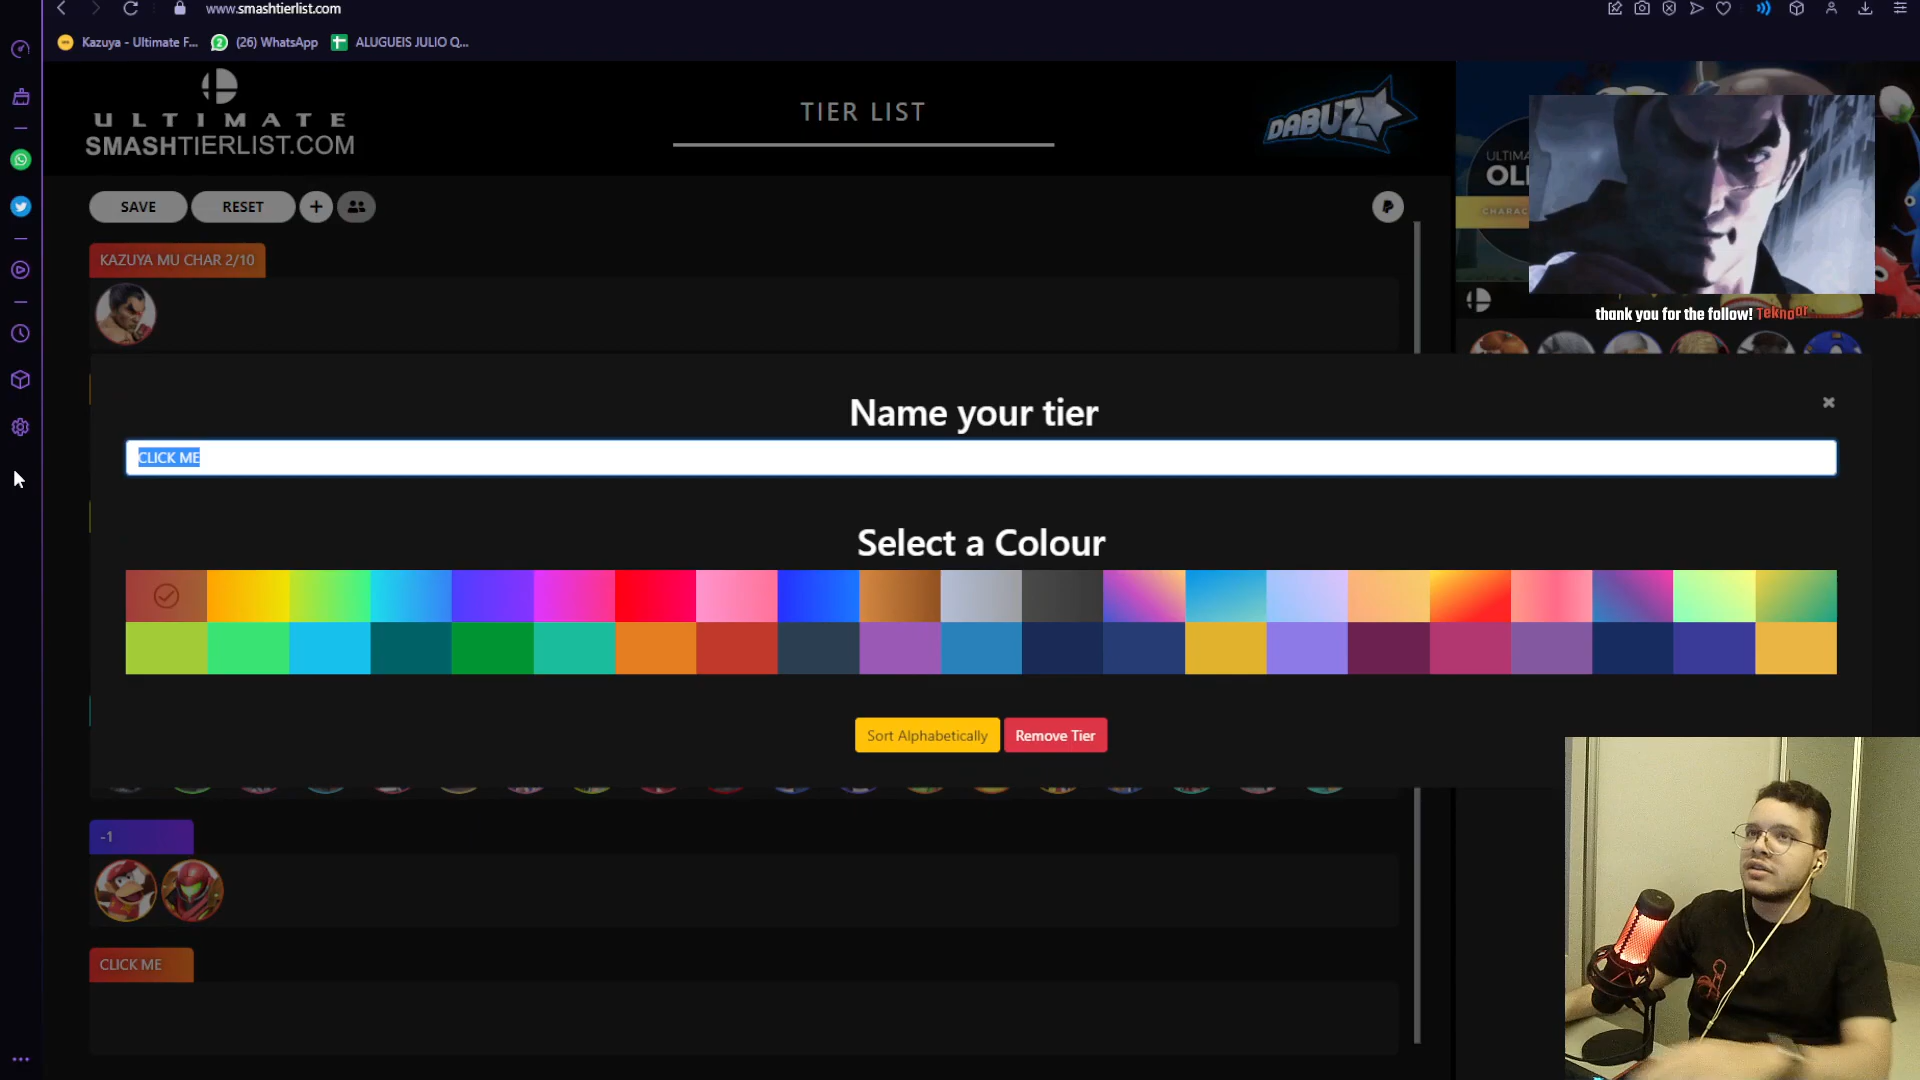 www.smashtierlist.com
Kazuya - Ultimate F...
2
(26) WhatsApp
ALUGUEIS JULIO Q...
ULTIMATE
SMASHTIERLIST.COM
TIER LIST
DABUZ
SAVE
RESET
+
KAZUYA MU CHAR 2/10
thank you for the follow! Teknoor
Name your tier
CLICK ME
Select a Colour
Sort Alphabetically
Remove Tier
-1
CLICK ME